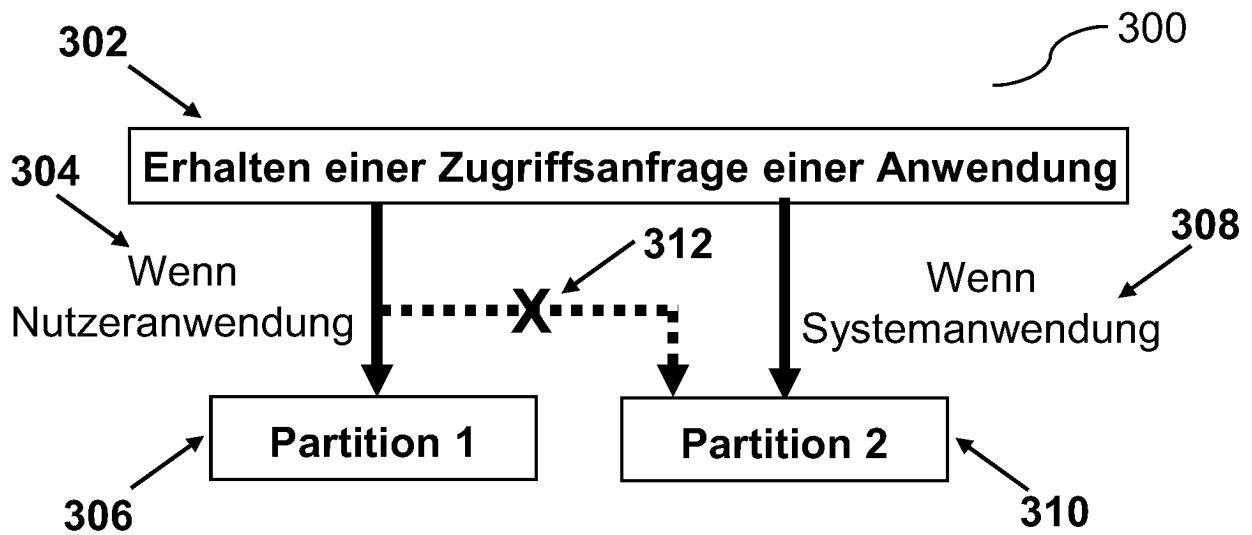 300
302
Erhalten einer Zugriffsanfrage einer Anwendung
304
308
312
Wenn
Nutzeranwendung
X
Wenn
Systemanwendung
Partition 1
Partition 2
306
310